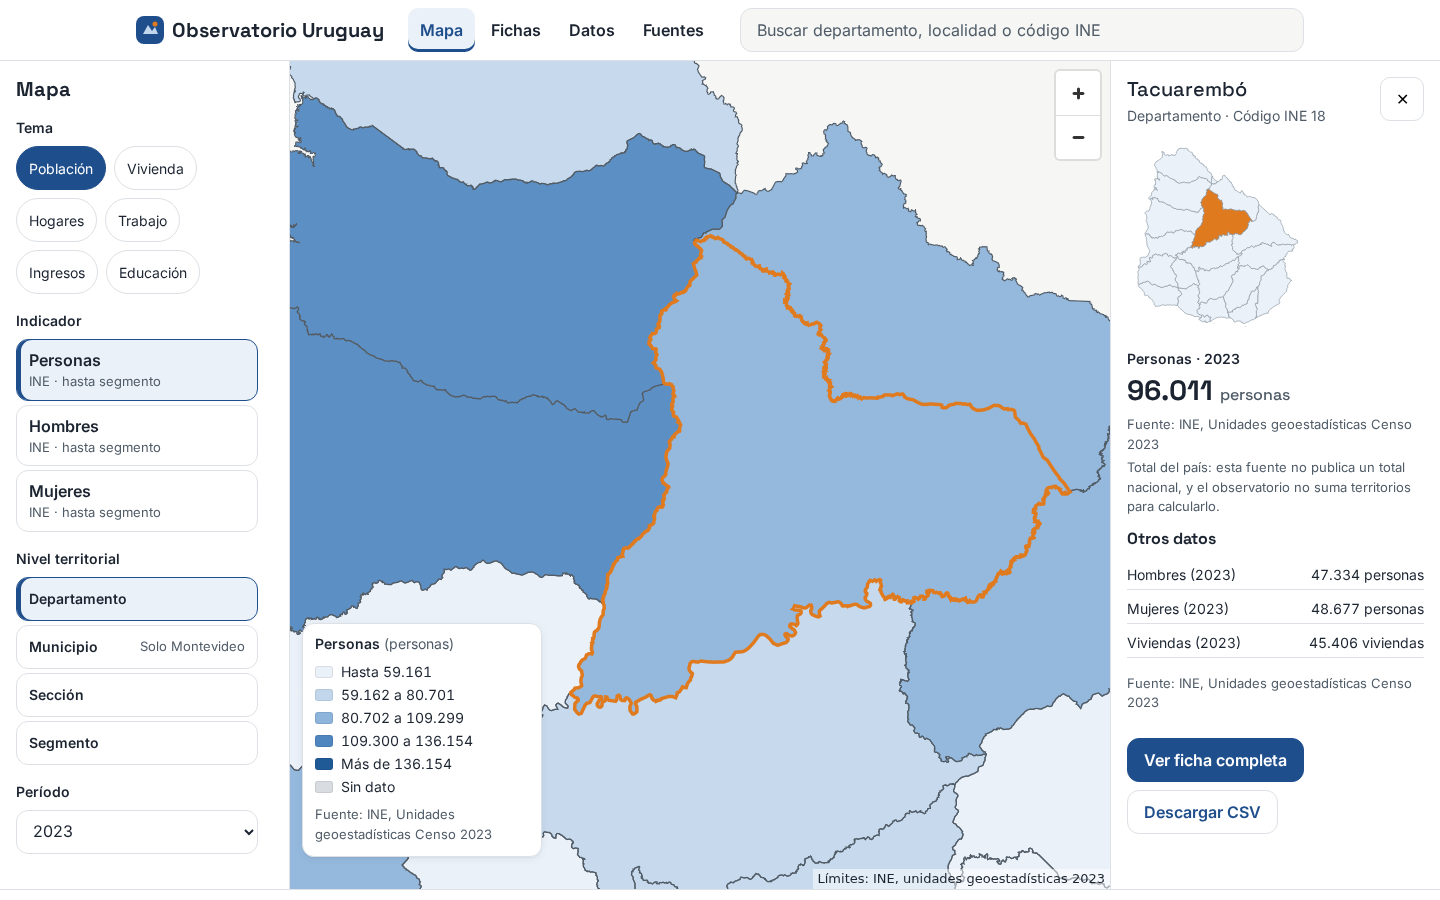 Observatorio Uruguay
Mapa
Fichas
Datos
Fuentes
Buscar departamento, localidad o código INE
Mapa
Tema
Población
Vivienda
Hogares
Trabajo
Ingresos
Educación
Indicador
Personas
INE · hasta segmento
Hombres
INE · hasta segmento
Mujeres
INE · hasta segmento
Nivel territorial
Departamento
Municipio
Solo Montevideo
Sección
Segmento
Período
2023
+
−
Personas (personas)
Hasta 59.161
59.162 a 80.701
80.702 a 109.299
109.300 a 136.154
Más de 136.154
Sin dato
Fuente: INE, Unidades
geoestadísticas Censo 2023
Límites: INE, unidades geoestadísticas 2023
Tacuarembó
×
Departamento · Código INE 18
Personas · 2023
96.011 personas
Fuente: INE, Unidades geoestadísticas Censo
2023
Total del país: esta fuente no publica un total
nacional, y el observatorio no suma territorios
para calcularlo.
Otros datos
Hombres (2023) 47.334 personas
Mujeres (2023) 48.677 personas
Viviendas (2023) 45.406 viviendas
Fuente: INE, Unidades geoestadísticas Censo
2023
Ver ficha completa
Descargar CSV